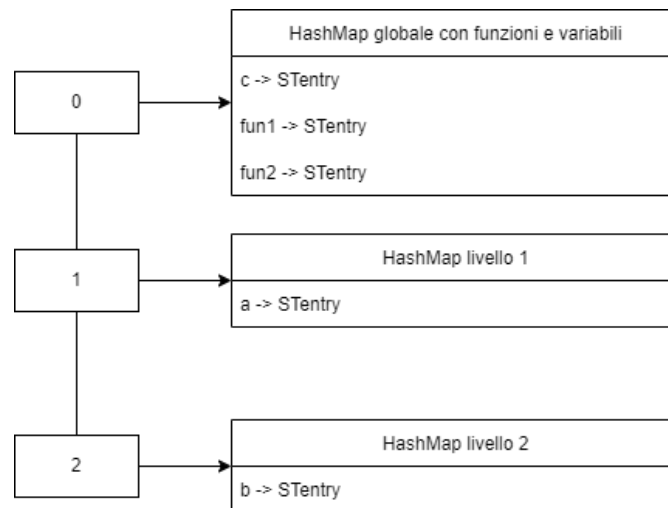 HashMap globale con funzioni e variabili
0
c -> STentry
fun1 -> STentry
fun2 -> STentry
1
HashMap livello 1
a -> STentry
2
HashMap livello 2
b -> STentry